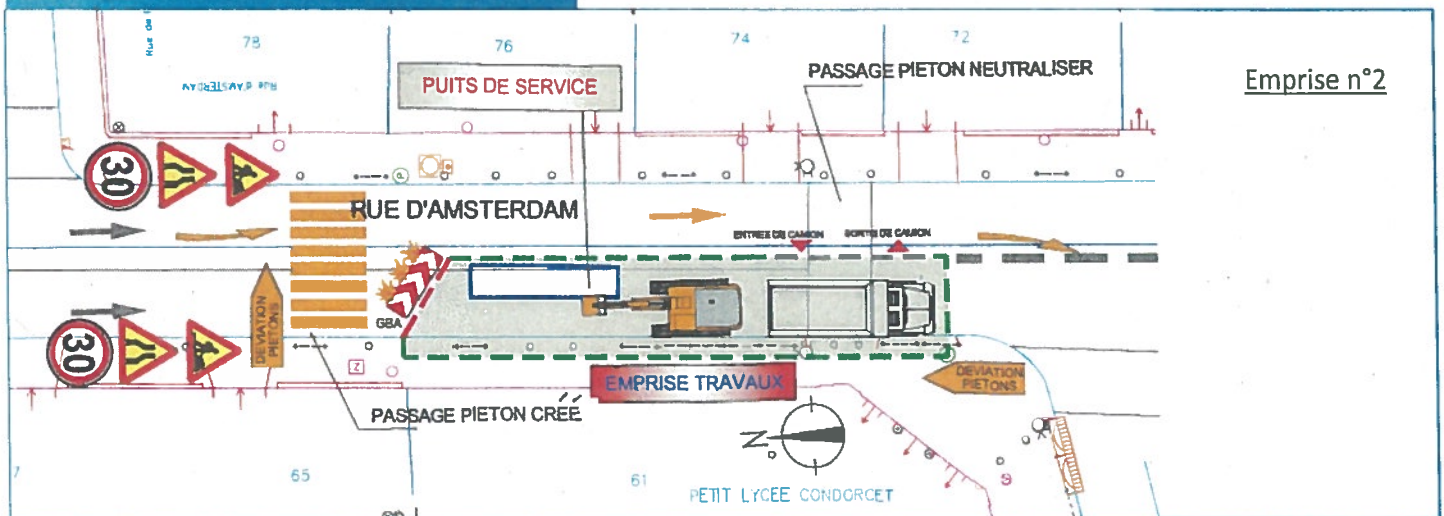 Emprise n°2
78
76
74
72
Rue d'AMSTERDAM
PUITS DE SERVICE
PASSAGE PIETON NEUTRALISER
30
P
RUE D'AMSTERDAM
ENTREE DE CAMION
SORTIE DE CAMION
DEVIATION
PIETONS
GBA
30
Z
EMPRISE TRAVAUX
DEVIATION
PIETONS
PASSAGE PIETON CRÉÉ
N
7
65
61
PETIT LYCEE CONDORCET